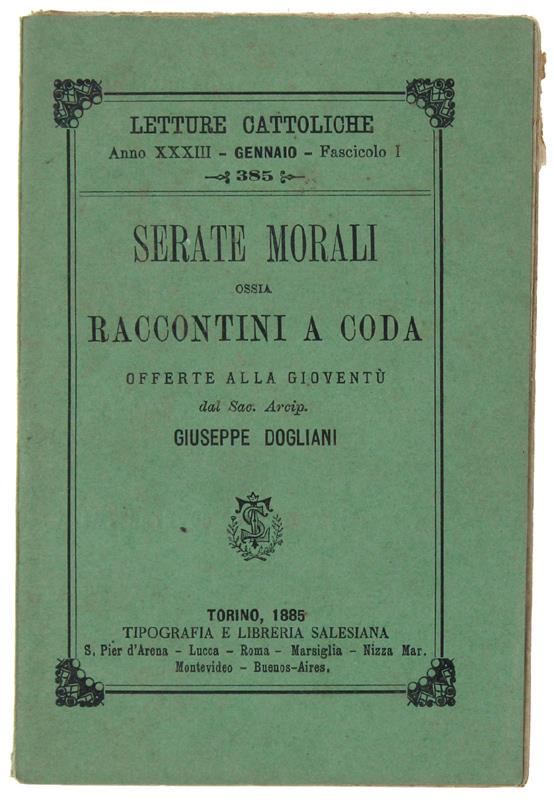 LETTURE CATTOLICHE
Anno XXXIII – GENNAIO – Fascicolo I
385
SERATE MORALI
OSSIA
RACCONTINI A CODA
OFFERTE ALLA GIOVENTÙ
dal Sac. Arcip.
GIUSEPPE DOGLIANI
TORINO, 1885
TIPOGRAFIA E LIBRERIA SALESIANA
S. Pier d'Arena – Lucca – Roma – Marsiglia – Nizza Mar.
Montevideo – Buenos-Aires.